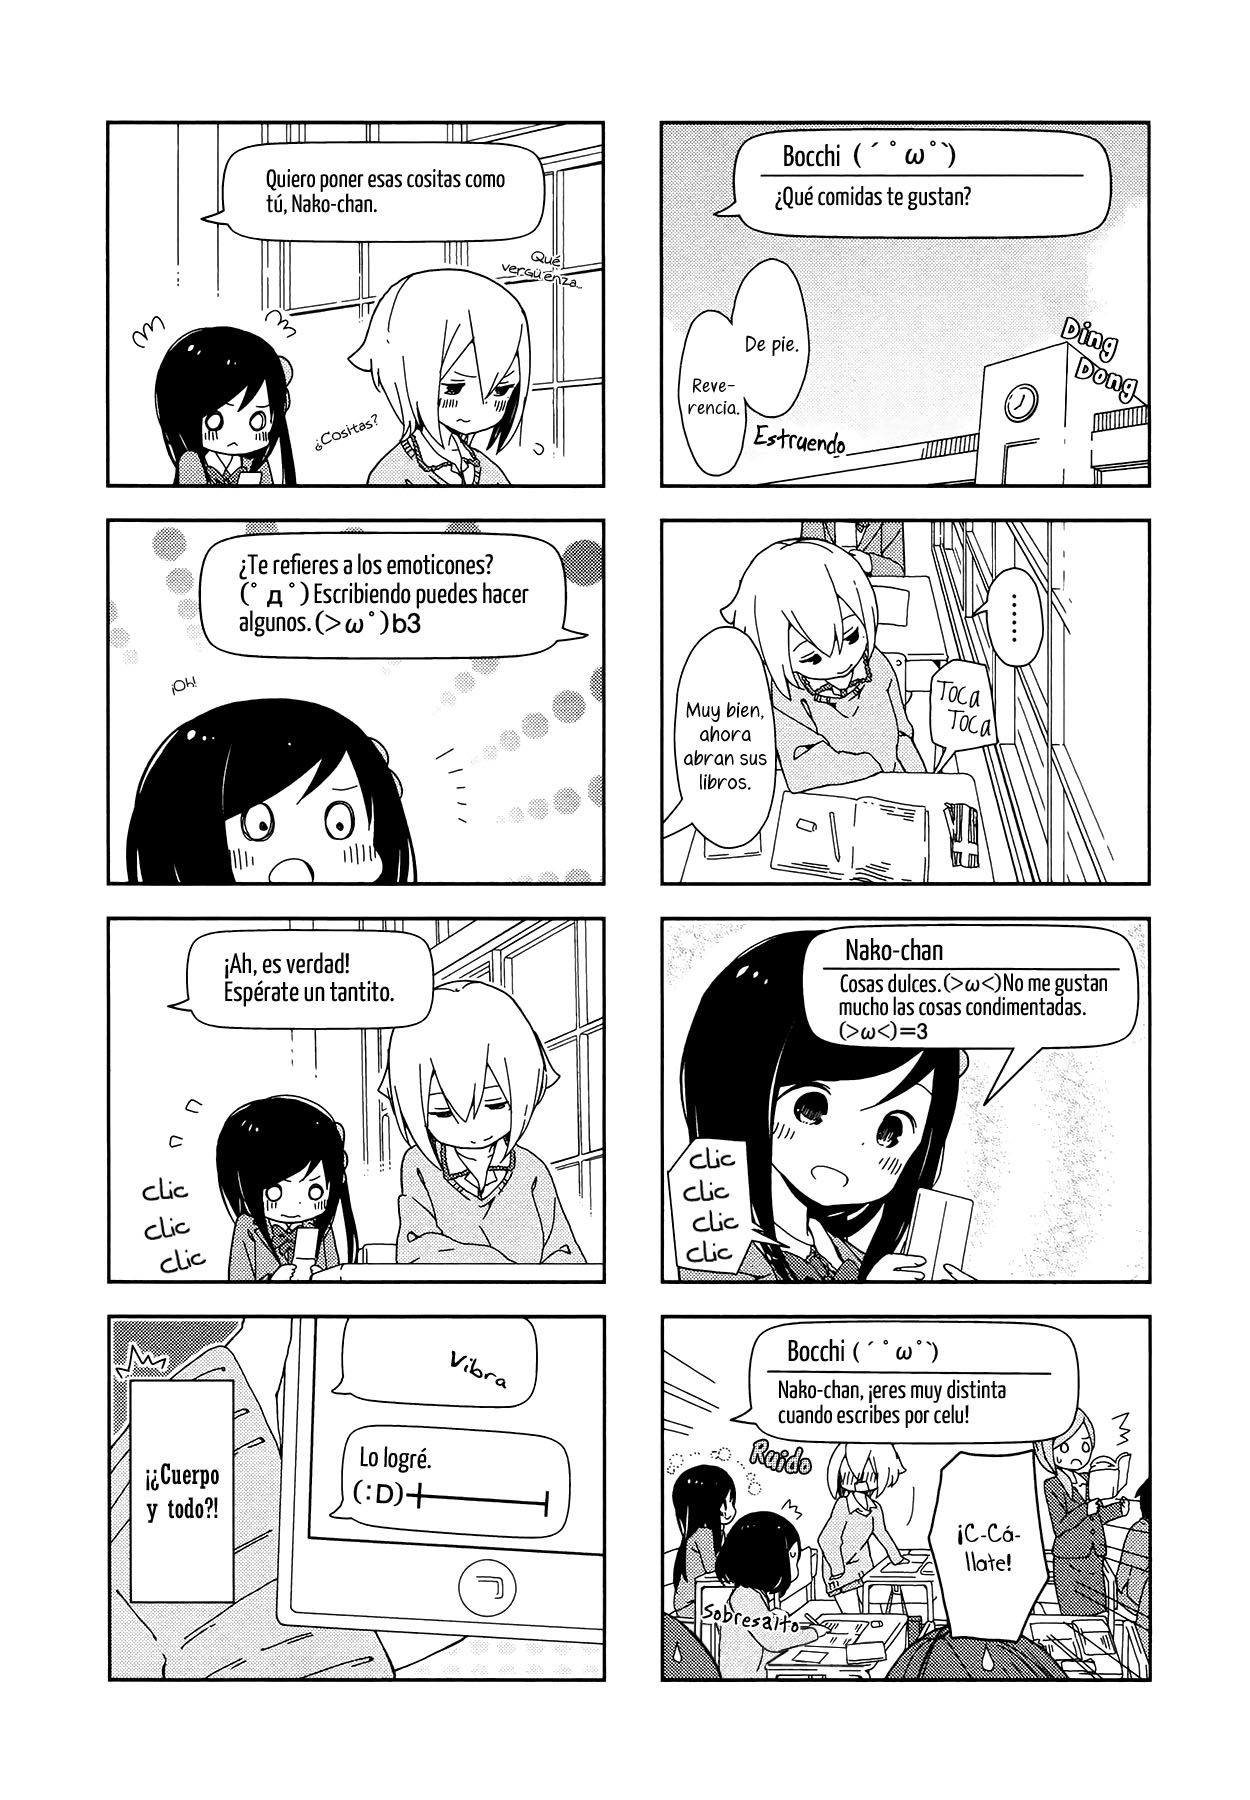 Bocchi (´ ﾟωﾟ`)
¿Qué comidas te gustan?
De pie.
Reve-
rencia.
Ding
Dong
Estruendo
......
Toca
Toca
Muy bien,
ahora
abran sus
libros.
Nako-chan
Cosas dulces.(>ω<)No me gustan
mucho las cosas condimentadas.
(>ω<)=3
clic
clic
clic
clic
Bocchi (´ ﾟωﾟ`)
Nako-chan, ¡eres muy distinta
cuando escribes por celu!
Ruido
¡C-Cá-
llate!
Sobresalto
Quiero poner esas cositas como
tú, Nako-chan.
Qué
vergüenza...
¿Cositas?
¿Te refieres a los emoticones?
(ﾟдﾟ)Escribiendo puedes hacer
algunos.(>ωﾟ)b3
¡Oh!
¡Ah, es verdad!
Espérate un tantito.
clic
clic
clic
Vibra
Lo logré.
(:D)┼───┤
¡¿Cuerpo
y todo?!